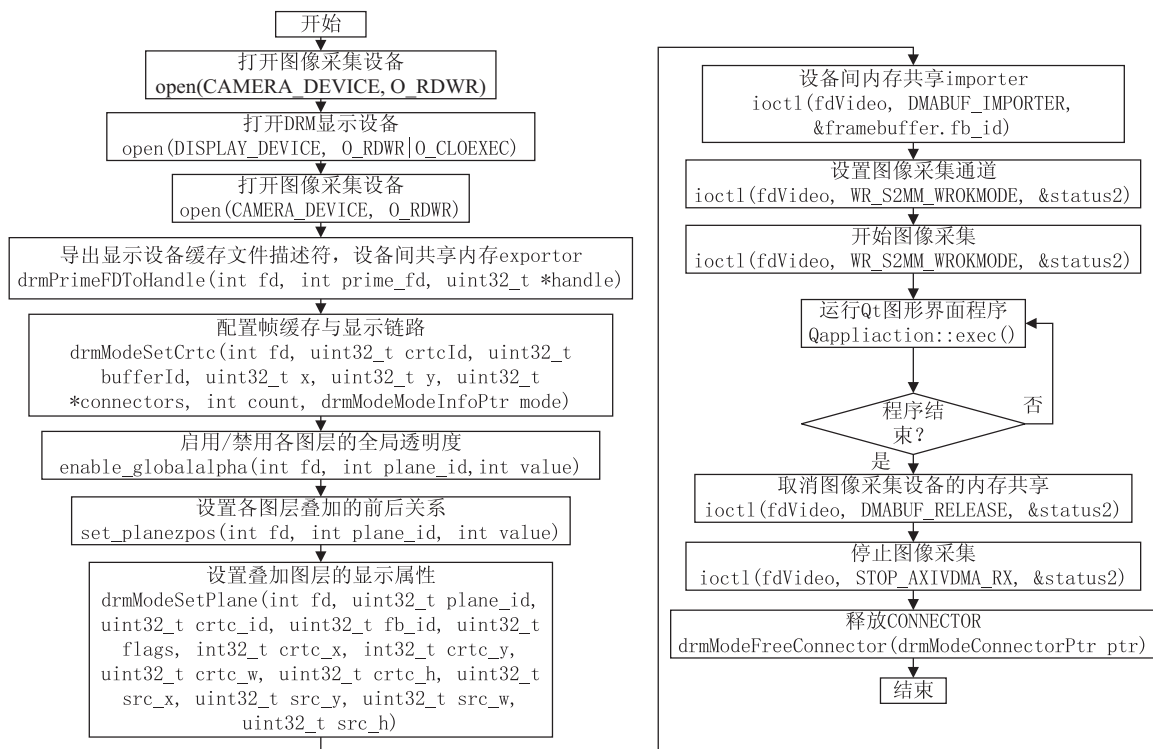 开始
打开图像采集设备
open(CAMERA_DEVICE, O_RDWR)
打开DRM显示设备
open(DISPLAY_DEVICE, O_RDWR|O_CLOEXEC)
打开图像采集设备
open(CAMERA_DEVICE, O_RDWR)
导出显示设备缓存文件描述符，设备间共享内存exportor
drmPrimeFDToHandle(int fd, int prime_fd, uint32_t *handle)
配置帧缓存与显示链路
drmModeSetCrtc(int fd, uint32_t crtcId, uint32_t
bufferId, uint32_t x, uint32_t y, uint32_t
*connectors, int count, drmModeModeInfoPtr mode)
启用/禁用各图层的全局透明度
enable_globalalpha(int fd, int plane_id,int value)
设置各图层叠加的前后关系
set_planezpos(int fd, int plane_id, int value)
设置叠加图层的显示属性
drmModeSetPlane(int fd, uint32_t plane_id,
uint32_t crtc_id, uint32_t fb_id, uint32_t
flags, int32_t crtc_x, int32_t crtc_y,
uint32_t crtc_w, uint32_t crtc_h, uint32_t
src_x, uint32_t src_y, uint32_t src_w,
uint32_t src_h)
设备间内存共享importer
ioctl(fdVideo, DMABUF_IMPORTER,
&framebuffer.fb_id)
设置图像采集通道
ioctl(fdVideo, WR_S2MM_WROKMODE, &status2)
开始图像采集
ioctl(fdVideo, WR_S2MM_WROKMODE, &status2)
运行Qt图形界面程序
Qappliaction::exec()
程序结
束？
否
是
取消图像采集设备的内存共享
ioctl(fdVideo, DMABUF_RELEASE, &status2)
停止图像采集
ioctl(fdVideo, STOP_AXIVDMA_RX, &status2)
释放CONNECTOR
drmModeFreeConnector(drmModeConnectorPtr ptr)
结束